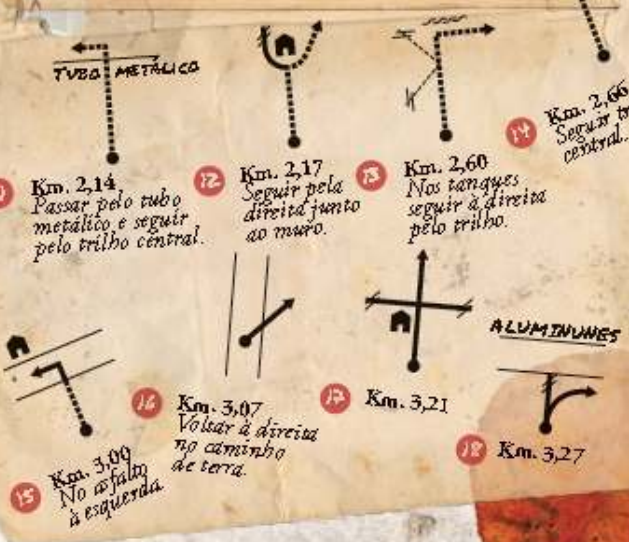 TUBO METALICO
Km. 2,14
Passar pelo tubo
metálico e seguir
pelo trilho central.
12
Km. 2,17
Seguir pela
direita junto
ao muro.
13
Km. 2,60
Nos tanques
seguir à direita
pelo trilho.
14
Km. 2,66
Seguir
central.
15
Km. 3,00
No asfalto
à esquerda.
16
Km. 3,07
Voltar à direita
no caminho
de terra.
17
Km. 3,21
ALUMINUNES
18
Km. 3,27